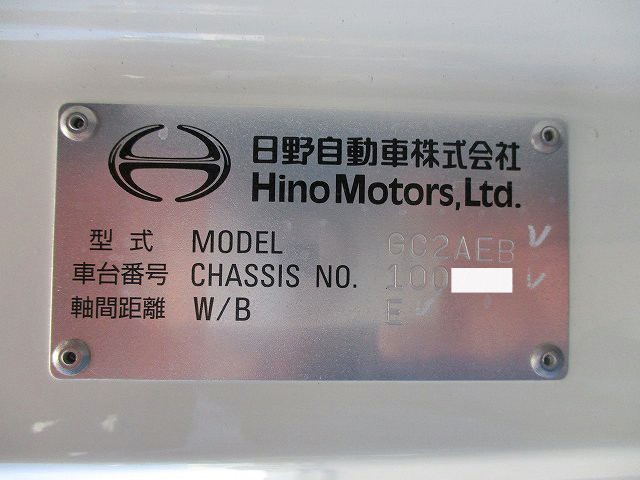 日野自動車株式会社
Hino Motors, Ltd.
型式 MODEL GC2AEB
車台番号 CHASSIS NO. 100
軸間距離 W/B E